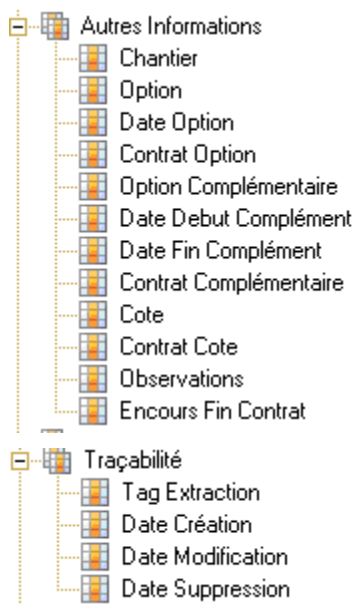 Autres Informations
Chantier
Option
Date Option
Contrat Option
Option Complémentaire
Date Debut Complément
Date Fin Complément
Contrat Complémentaire
Cote
Contrat Cote
Observations
Encours Fin Contrat
Traçabilité
Tag Extraction
Date Création
Date Modification
Date Suppression